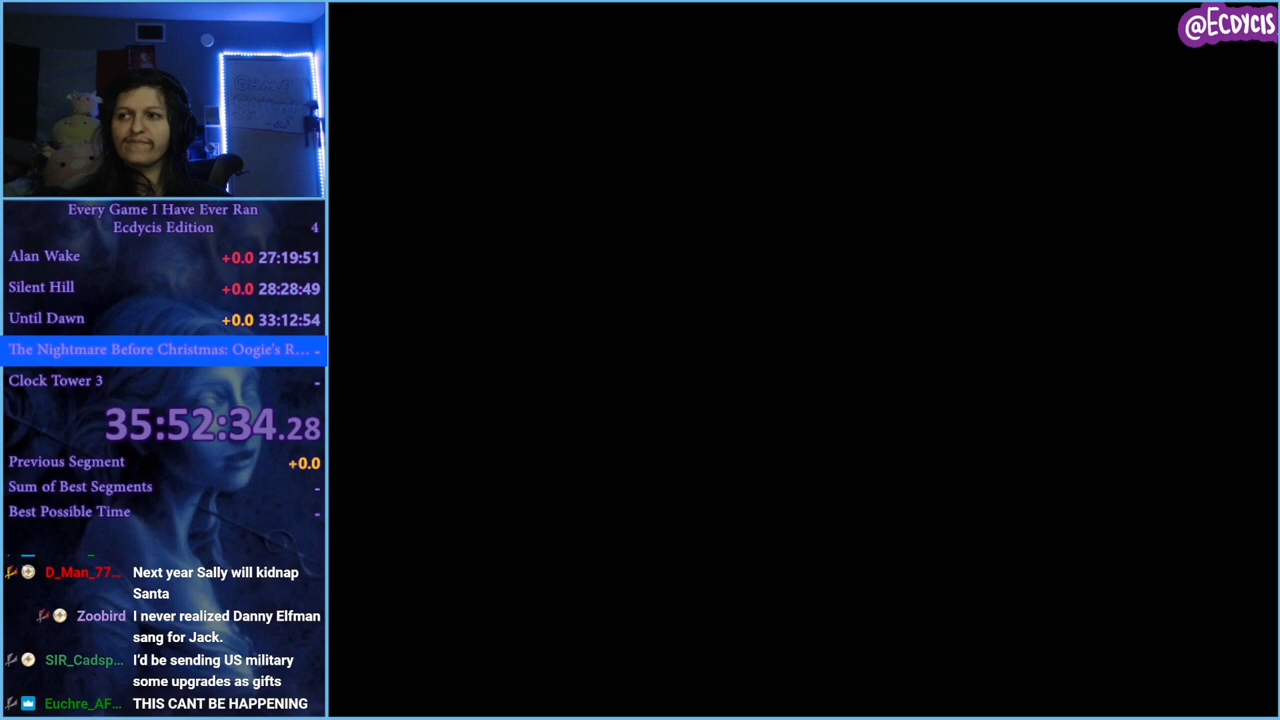 @ECDYCIS
GAME
Every Game I Have Ever Ran
Ecdycis Edition 4
Alan Wake +0.0 27:19:51
Silent Hill +0.0 28:28:49
Until Dawn +0.0 33:12:54
The Nightmare Before Christmas: Oogie's R... -
Clock Tower 3 -
35:52:34.28
Previous Segment +0.0
Sum of Best Segments -
Best Possible Time -
D_Man_77... Next year Sally will kidnap
Santa
Zoobird I never realized Danny Elfman
sang for Jack.
SIR_Cadsp... I'd be sending US military
some upgrades as gifts
Euchre_AF... THIS CANT BE HAPPENING